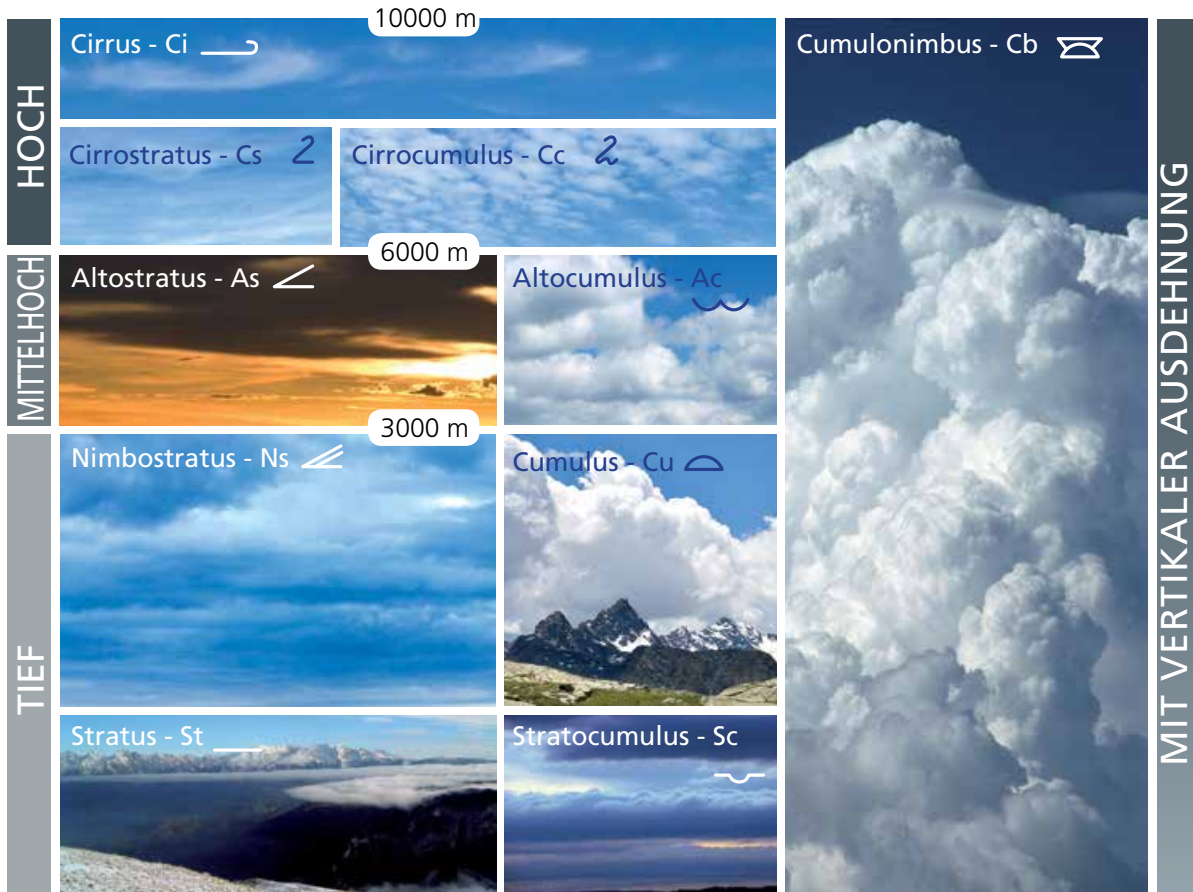 10000 m
HOCH
Cirrus - Ci
Cirrostratus - Cs
Cirrocumulus - Cc
6000 m
MITTELHOCH
Altostratus - As
Altocumulus - Ac
3000 m
TIEF
Nimbostratus - Ns
Cumulus - Cu
Stratus - St
Stratocumulus - Sc
Cumulonimbus - Cb
MIT VERTIKALER AUSDEHNUNG